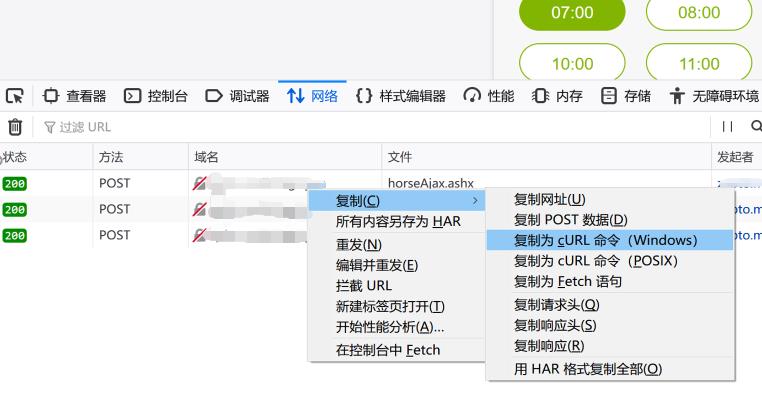 07:00 08:00
10:00 11:00
查看器 控制台 调试器 网络 样式编辑器 性能 内存 存储 无障碍环境
过滤 URL
状态 方法 域名 文件 发起者
200 POST horseAjax.ashx
200 POST
200 POST
复制(C)
所有内容另存为 HAR
重发(N)
编辑并重发(E)
拦截 URL
新建标签页打开(T)
开始性能分析(A)...
在控制台中 Fetch
复制网址(U)
复制 POST 数据(D)
复制为 cURL 命令（Windows）
复制为 cURL 命令（POSIX）
复制为 Fetch 语句
复制请求头(Q)
复制响应头(S)
复制响应(R)
用 HAR 格式复制全部(O)